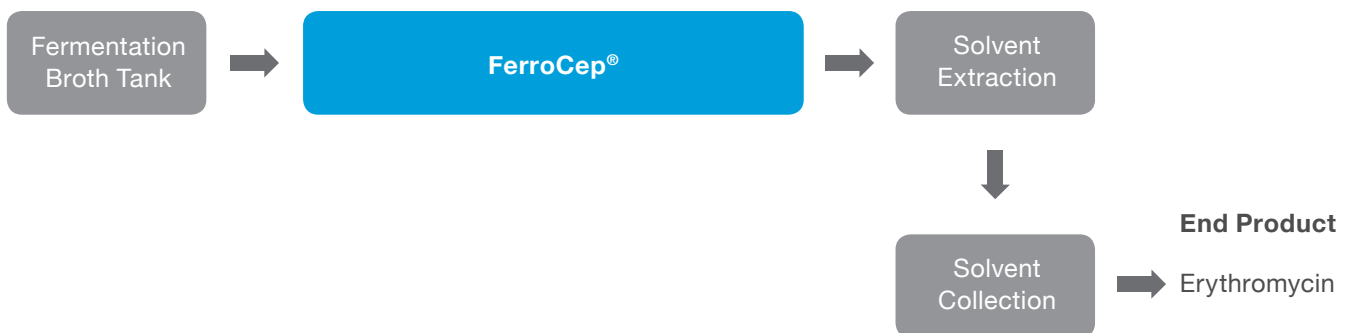 Fermentation
Broth Tank
FerroCep®
Solvent
Extraction
Solvent
Collection
End Product
Erythromycin